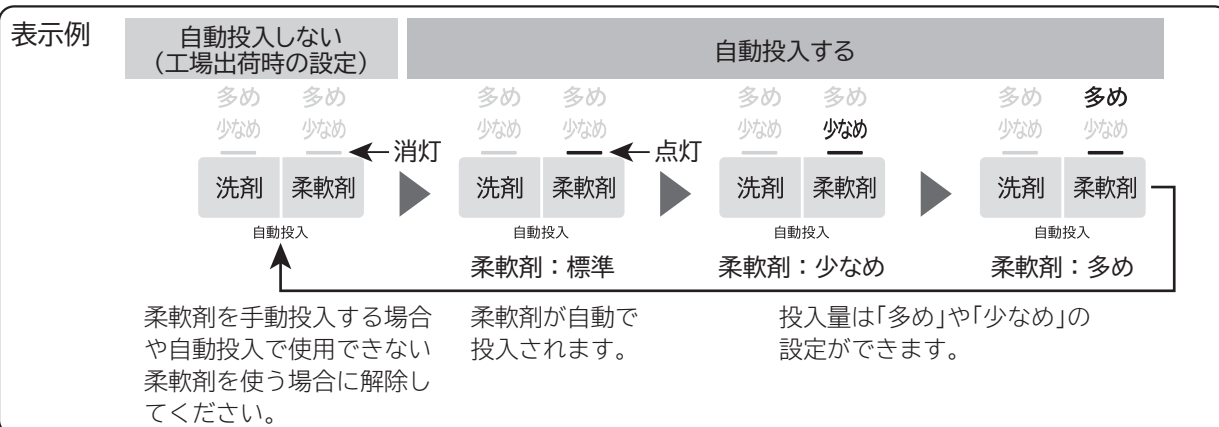 表示例
自動投入しない
（工場出荷時の設定）
自動投入する
多め 多め
少なめ 少なめ
消灯
洗剤 柔軟剤
自動投入
多め 多め
少なめ 少なめ
点灯
洗剤 柔軟剤
自動投入
柔軟剤：標準
多め 多め
少なめ 少なめ
洗剤 柔軟剤
自動投入
柔軟剤：少なめ
多め 多め
少なめ 少なめ
洗剤 柔軟剤
自動投入
柔軟剤：多め
柔軟剤を手動投入する場合
や自動投入で使用できない
柔軟剤を使う場合に解除し
てください。
柔軟剤が自動で
投入されます。
投入量は「多め」や「少なめ」の
設定ができます。